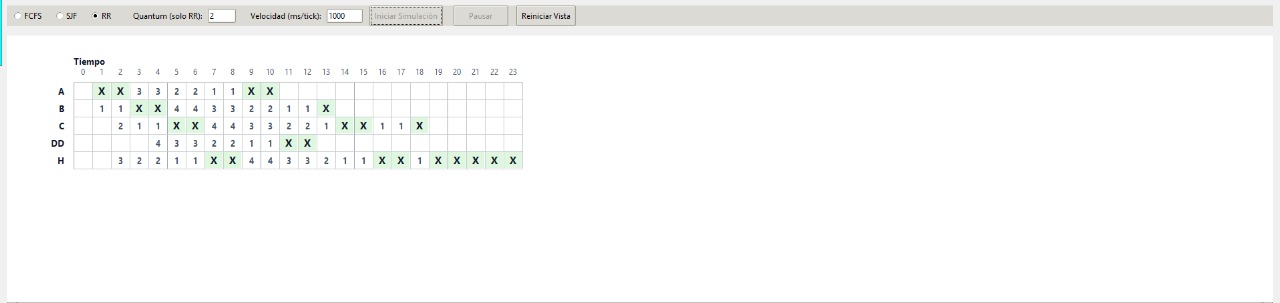 FCFS SJF RR Quantum (solo RR): 2 Velocidad (ms/tick): 1000 Iniciar Simulación Pausar Reiniciar Vista
Tiempo
0 1 2 3 4 5 6 7 8 9 10 11 12 13 14 15 16 17 18 19 20 21 22 23
A X X 3 3 2 2 1 1 X X
B 1 1 X X 4 4 3 3 2 2 1 1 X
C 2 1 1 X X 4 4 3 3 2 2 1 X X 1 1 X
DD 4 3 3 2 2 1 1 X X
H 3 2 2 1 1 X X 4 4 3 3 2 1 1 X X 1 X X X X X